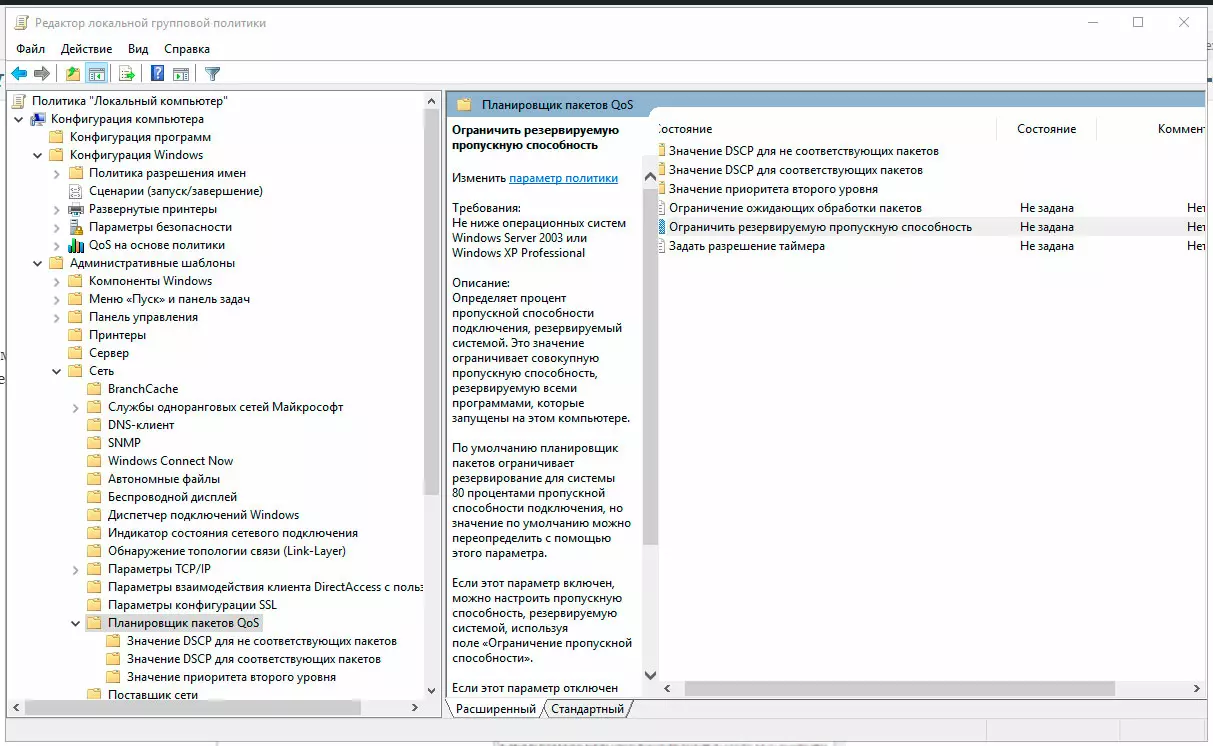 Редактор локальной групповой политики
Файл Действие Вид Справка
Политика "Локальный компьютер"
Конфигурация компьютера
Конфигурация программ
Конфигурация Windows
Политика разрешения имен
Сценарии (запуск/завершение)
Развернутые принтеры
Параметры безопасности
QoS на основе политики
Административные шаблоны
Компоненты Windows
Меню «Пуск» и панель задач
Панель управления
Принтеры
Сервер
Сеть
BranchCache
Службы одноранговых сетей Майкрософт
DNS-клиент
SNMP
Windows Connect Now
Автономные файлы
Беспроводной дисплей
Диспетчер подключений Windows
Индикатор состояния сетевого подключения
Обнаружение топологии связи (Link-Layer)
Параметры TCP/IP
Параметры взаимодействия клиента DirectAccess с польз
Параметры конфигурации SSL
Планировщик пакетов QoS
Значение DSCP для не соответствующих пакетов
Значение DSCP для соответствующих пакетов
Значение приоритета второго уровня
Поставщик сети
Планировщик пакетов QoS
Ограничить резервируемую
пропускную способность
Изменить параметр политики
Требования:
Не ниже операционных систем
Windows Server 2003 или
Windows XP Professional
Описание:
Определяет процент
пропускной способности
подключения, резервируемый
системой. Это значение
ограничивает совокупную
пропускную способность,
резервируемую всеми
программами, которые
запущены на этом компьютере.
По умолчанию планировщик
пакетов ограничивает
резервирование для системы
80 процентами пропускной
способности подключения, но
значение по умолчанию можно
переопределить с помощью
этого параметра.
Если этот параметр включен,
можно настроить пропускную
способность, резервируемую
системой, используя
поле «Ограничение пропускной
способности».
Если этот параметр отключен
остояние Состояние Коммен
Значение DSCP для не соответствующих пакетов
Значение DSCP для соответствующих пакетов
Значение приоритета второго уровня
Ограничение ожидающих обработки пакетов Не задана Нет
Ограничить резервируемую пропускную способность Не задана Нет
Задать разрешение таймера Не задана Нет
Расширенный Стандартный